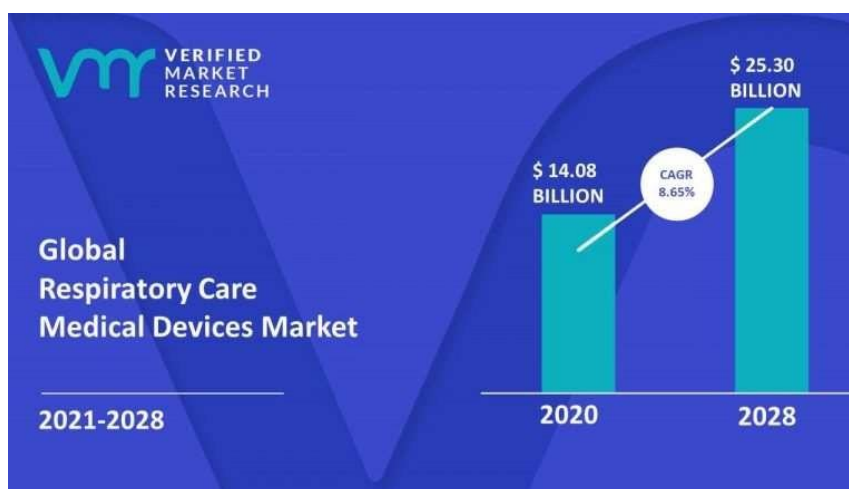 vmr
VERIFIED
MARKET
RESEARCH
Global
Respiratory Care
Medical Devices Market
2021-2028
$ 14.08
BILLION
CAGR
8.65%
$ 25.30
BILLION
2020
2028